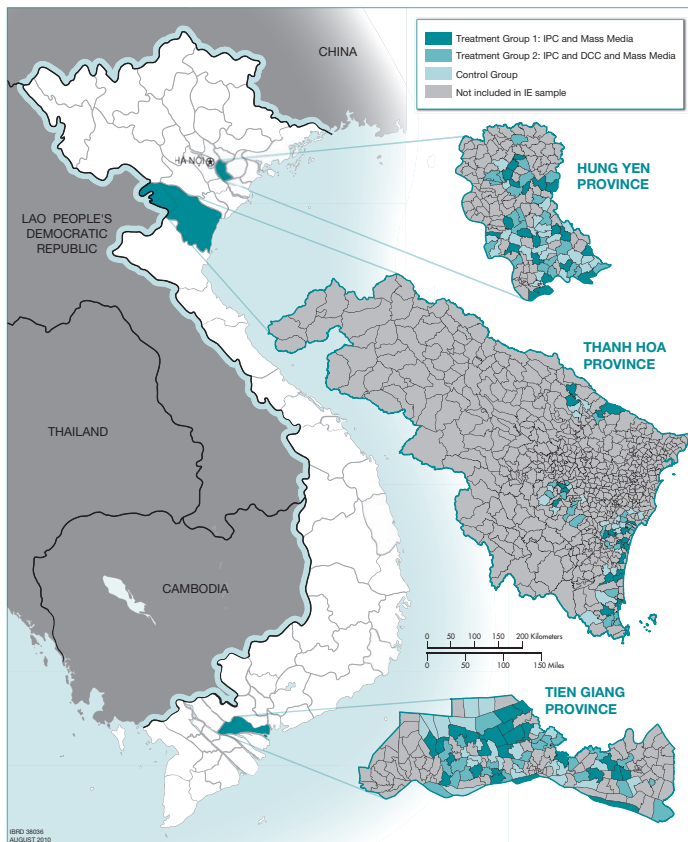 CHINA
Treatment Group 1: IPC and Mass Media
Treatment Group 2: IPC and DCC and Mass Media
Control Group
Not included in IE sample
HA NOI
HUNG YEN
PROVINCE
LAO PEOPLE'S
DEMOCRATIC
REPUBLIC
THANH HOA
PROVINCE
THAILAND
CAMBODIA
0 50 100 150 200 Kilometers
0 50 100 150 Miles
TIEN GIANG
PROVINCE
IBRD 38036
AUGUST 2010